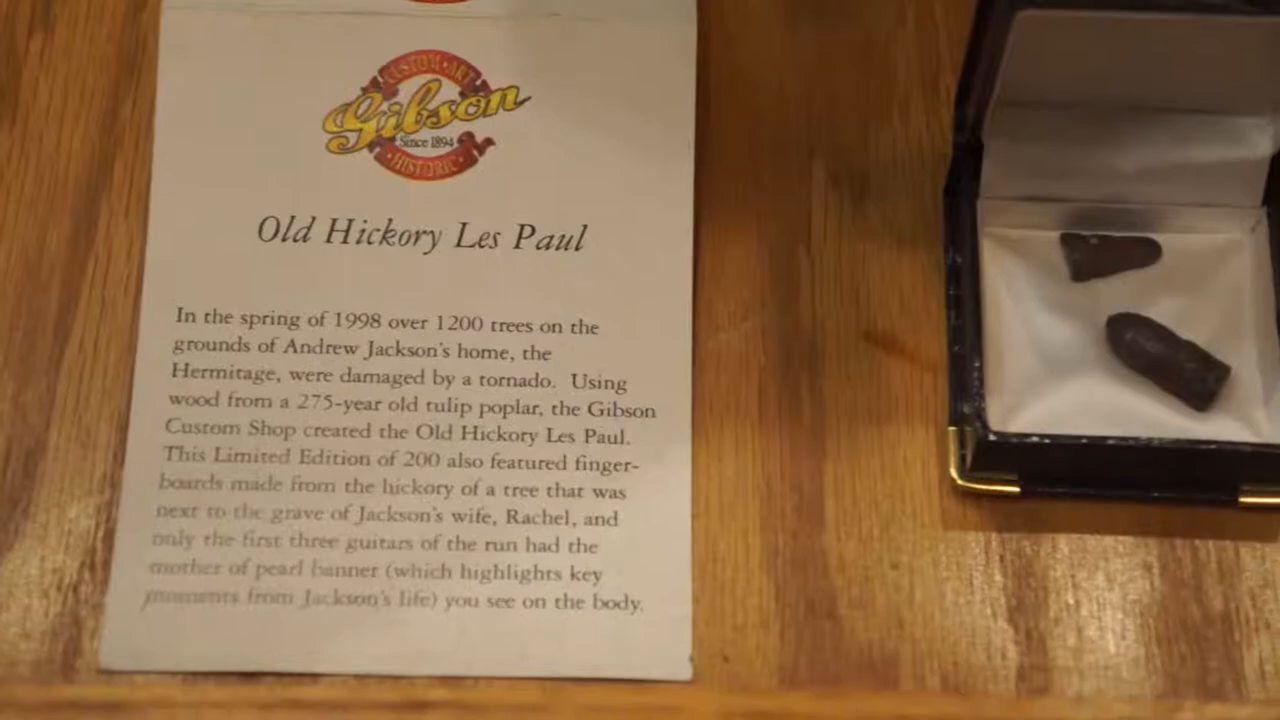 CUSTOM · ART
Gibson
Since 1894
· HISTORIC ·
Old Hickory Les Paul
In the spring of 1998 over 1200 trees on the
grounds of Andrew Jackson's home, the
Hermitage, were damaged by a tornado. Using
wood from a 275-year old tulip poplar, the Gibson
Custom Shop created the Old Hickory Les Paul.
This Limited Edition of 200 also featured finger-
boards made from the hickory of a tree that was
next to the grave of Jackson's wife, Rachel, and
only the first three guitars of the run had the
mother of pearl banner (which highlights key
moments from Jackson's life) you see on the body.